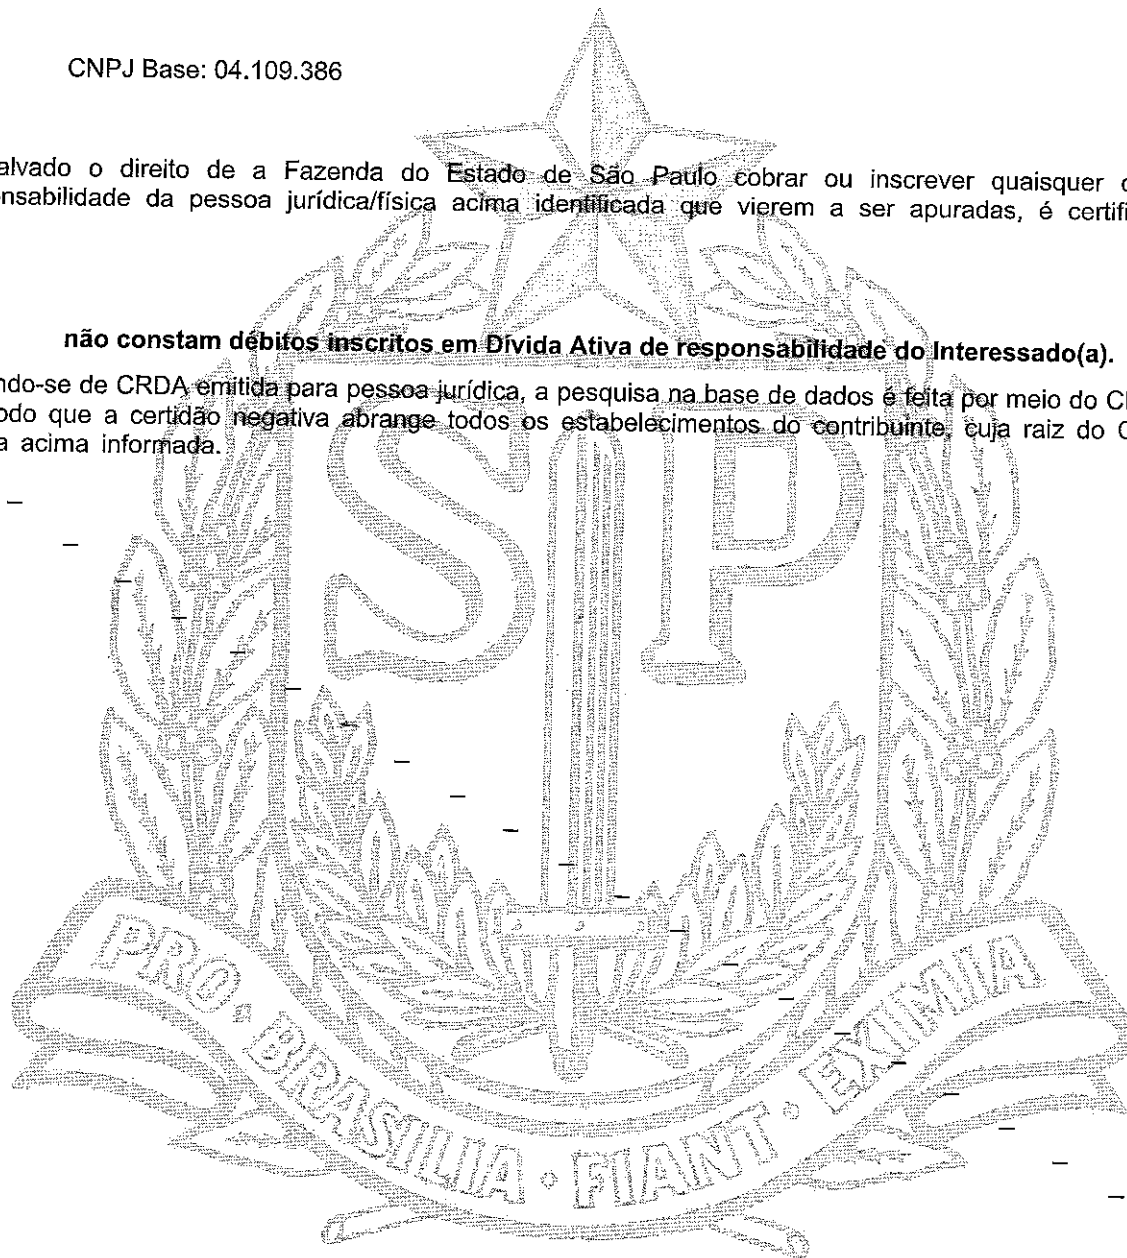 CNPJ Base: 04.109.386
alvado o direito de a Fazenda do Estado de São Paulo cobrar ou inscrever quaisquer
nsabilidade da pessoa jurídica/física acima identificada que vierem a ser apuradas, é certifi
não constam débitos inscritos em Dívida Ativa de responsabilidade do Interessado(a).
ndo-se de CRDA emitida para pessoa jurídica, a pesquisa na base de dados é feita por meio do
odo que a certidão negativa abrange todos os estabelecimentos do contribuinte, cuja raiz do
a acima informada.
S P
PRO · BRASILIA · FIANT · EXIMIA